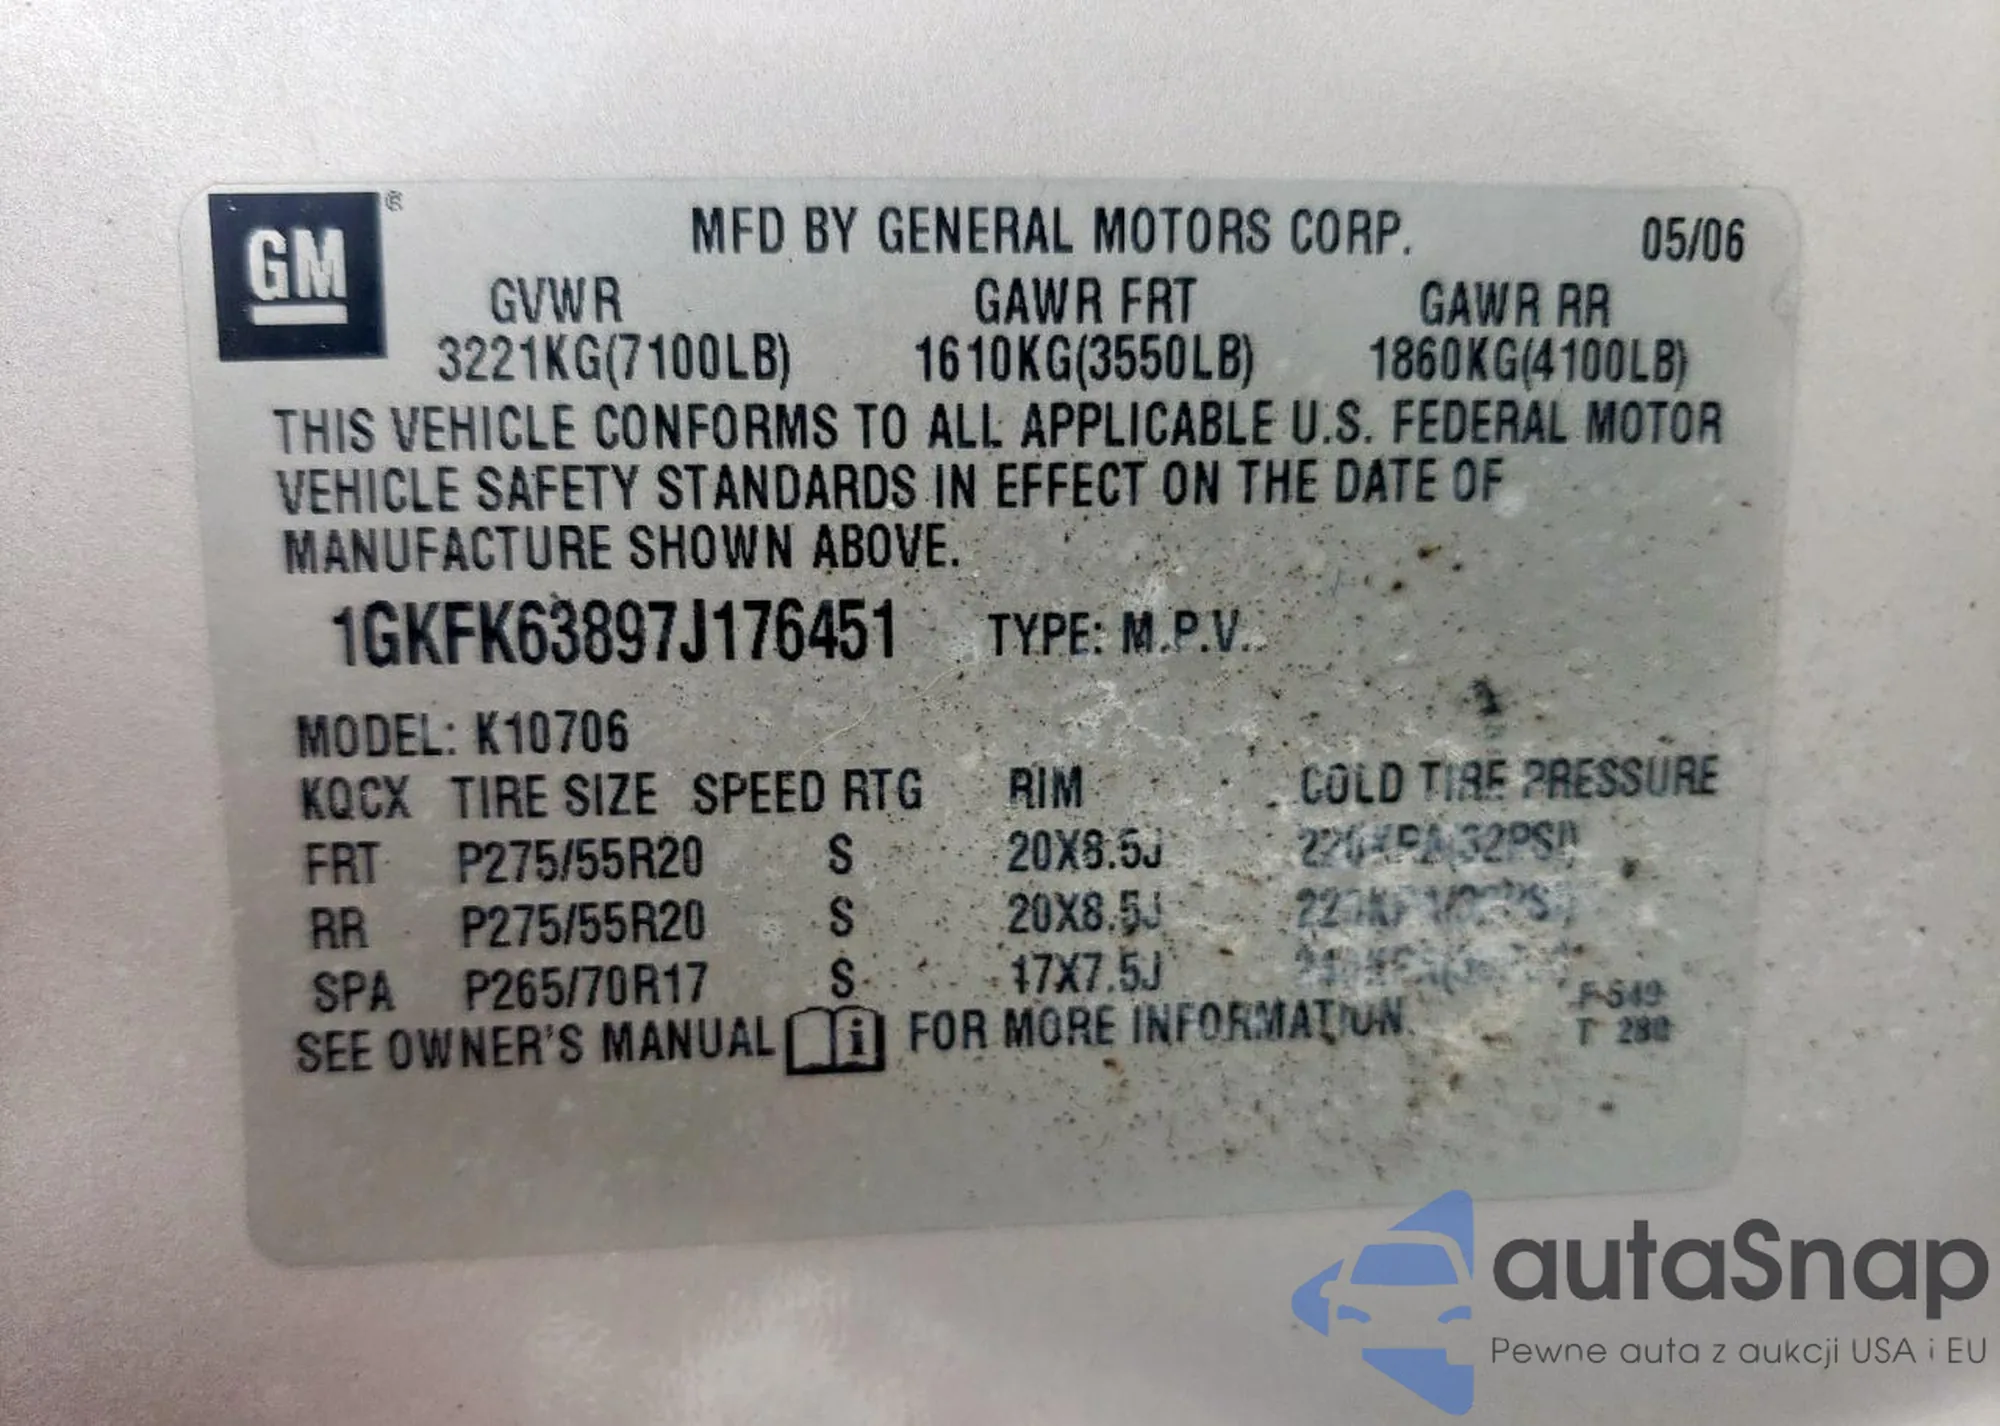 GM ®
MFD BY GENERAL MOTORS CORP. 05/06
GVWR GAWR FRT GAWR RR
3221KG(7100LB) 1610KG(3550LB) 1860KG(4100LB)
THIS VEHICLE CONFORMS TO ALL APPLICABLE U.S. FEDERAL MOTOR
VEHICLE SAFETY STANDARDS IN EFFECT ON THE DATE OF
MANUFACTURE SHOWN ABOVE.
1GKFK63897J176451 TYPE: M.P.V.
MODEL: K10706
KQCX TIRE SIZE SPEED RTG RIM COLD TIRE PRESSURE
FRT P275/55R20 S 20X8.5J 220KPA(32PSI)
RR P275/55R20 S 20X8.5J
SPA P265/70R17 S 17X7.5J
SEE OWNER'S MANUAL FOR MORE INFORMATION.
autaSnap
Pewne auta z aukcji USA i EU